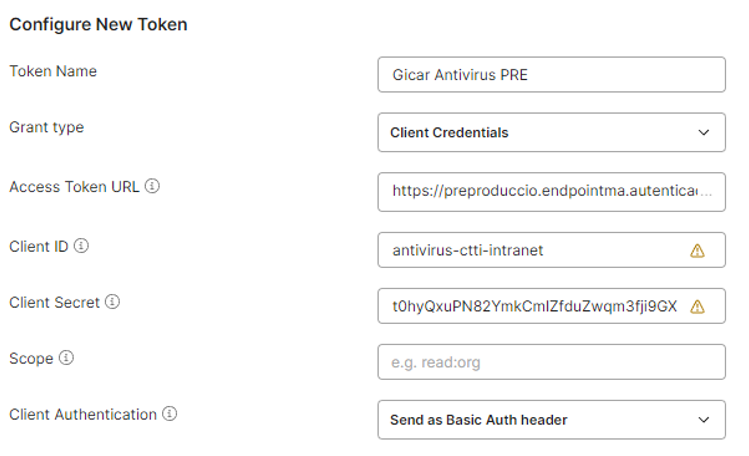 Configure New Token
Token Name
Gicar Antivirus PRE
Grant type
Client Credentials
Access Token URL
https://preproduccio.endpointma.autentica
Client ID
antivirus-ctti-intranet
Client Secret
t0hyQxuPN82YmkCmIZfduZwqm3fji9GX
Scope
e.g. read:org
Client Authentication
Send as Basic Auth header